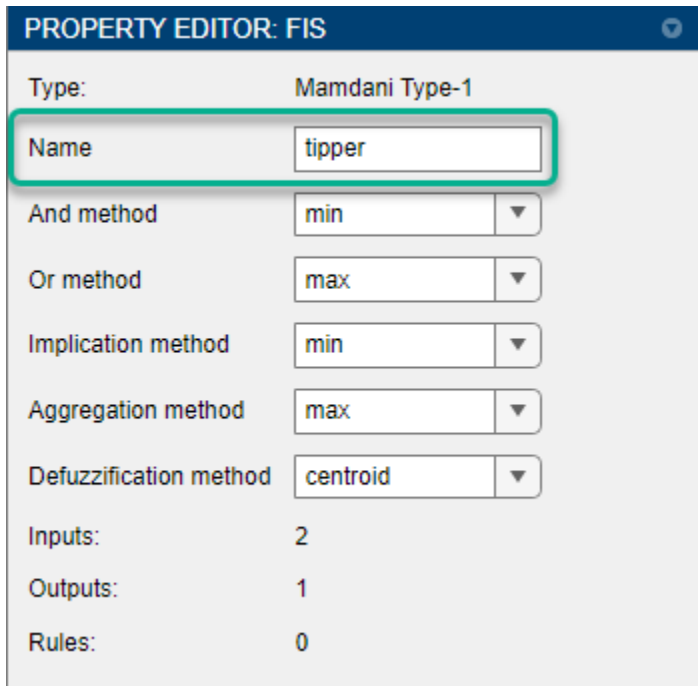 PROPERTY EDITOR: FIS
Type: Mamdani Type-1
Name tipper
And method min
Or method max
Implication method min
Aggregation method max
Defuzzification method centroid
Inputs: 2
Outputs: 1
Rules: 0